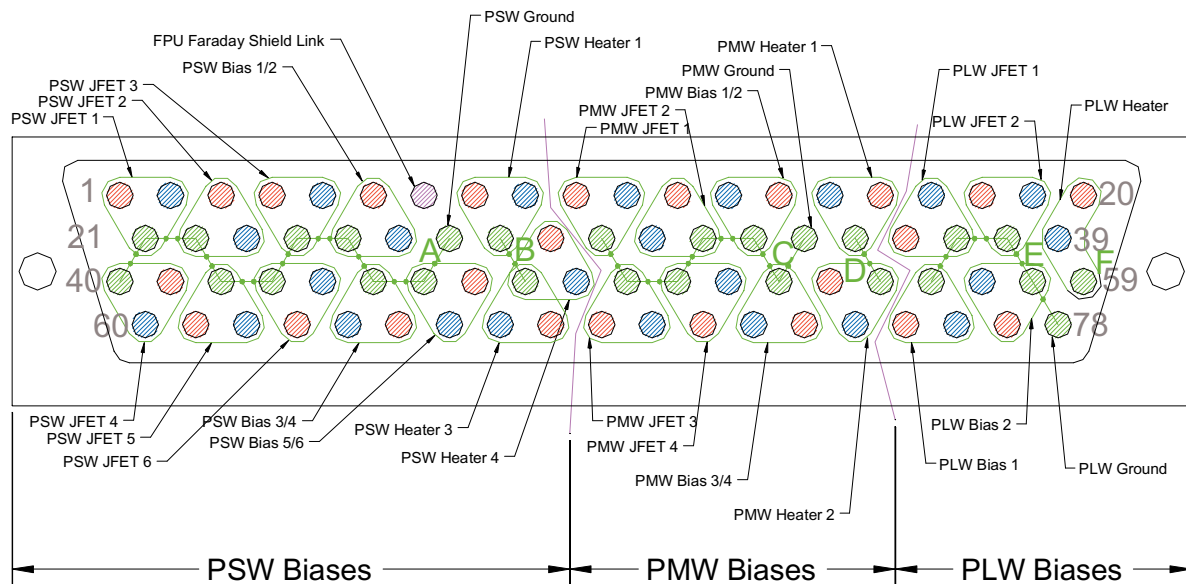 PSW Ground
FPU Faraday Shield Link
PSW Heater 1
PMW Heater 1
PSW Bias 1/2
PMW Ground
PLW JFET 1
PSW JFET 3
PMW Bias 1/2
PSW JFET 2
PMW JFET 2
PLW Heater
PSW JFET 1
PMW JFET 1
PLW JFET 2
1
20
21
A
B
C
D
E
39
F
40
59
60
78
PSW JFET 4
PSW Bias 3/4
PMW JFET 3
PLW Bias 2
PSW JFET 5
PSW Bias 5/6
PSW Heater 3
PMW JFET 4
PSW JFET 6
PSW Heater 4
PLW Bias 1
PLW Ground
PMW Bias 3/4
PMW Heater 2
PSW Biases
PMW Biases
PLW Biases